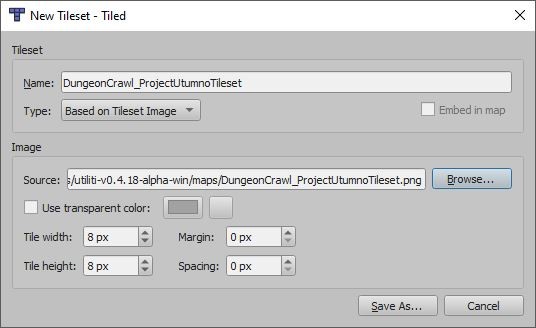 New Tileset - Tiled
Tileset
Name: DungeonCrawl_ProjectUtumnoTileset
Type: Based on Tileset Image Embed in map
Image
Source: s/utiliti-v0.4.18-alpha-win/maps/DungeonCrawl_ProjectUtumnoTileset.png Browse...
Use transparent color:
Tile width: 8 px Margin: 0 px
Tile height: 8 px Spacing: 0 px
Save As... Cancel